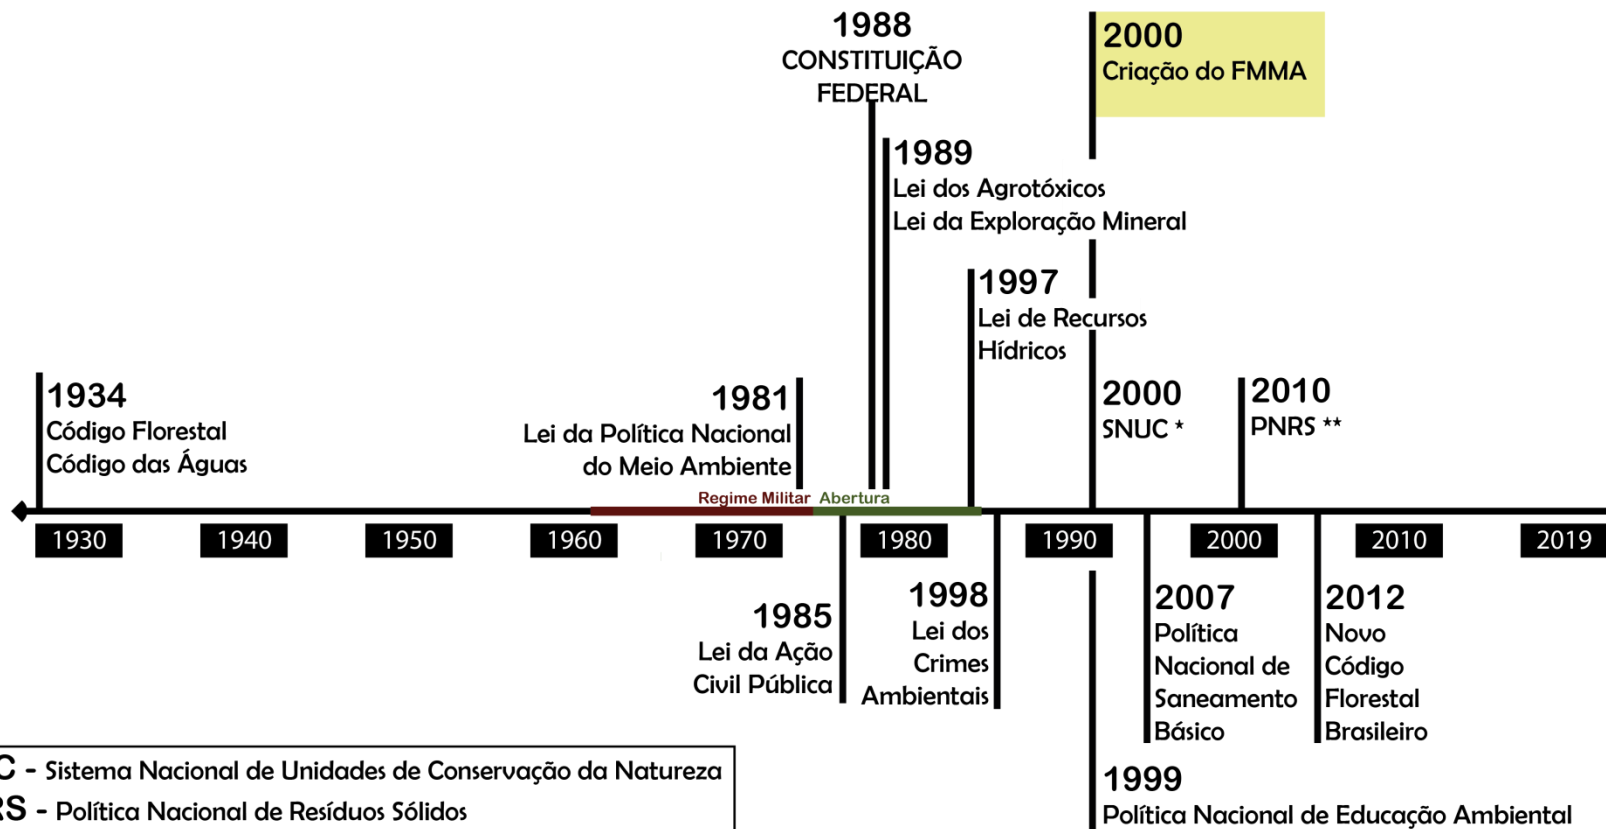 1988
CONSTITUIÇÃO
FEDERAL
2000
Criação do FMMA
1989
Lei dos Agrotóxicos
Lei da Exploração Mineral
1997
Lei de Recursos
Hídricos
1934
Código Florestal
Código das Águas
1981
Lei da Política Nacional
do Meio Ambiente
2000
SNUC *
2010
PNRS **
Regime Militar Abertura
1930 1940 1950 1960 1970 1980 1990 2000 2010 2019
1985
Lei da Ação
Civil Pública
1998
Lei dos
Crimes
Ambientais
2007
Política
Nacional de
Saneamento
Básico
2012
Novo
Código
Florestal
Brasileiro
C - Sistema Nacional de Unidades de Conservação da Natureza
RS - Política Nacional de Resíduos Sólidos
1999
Política Nacional de Educação Ambiental